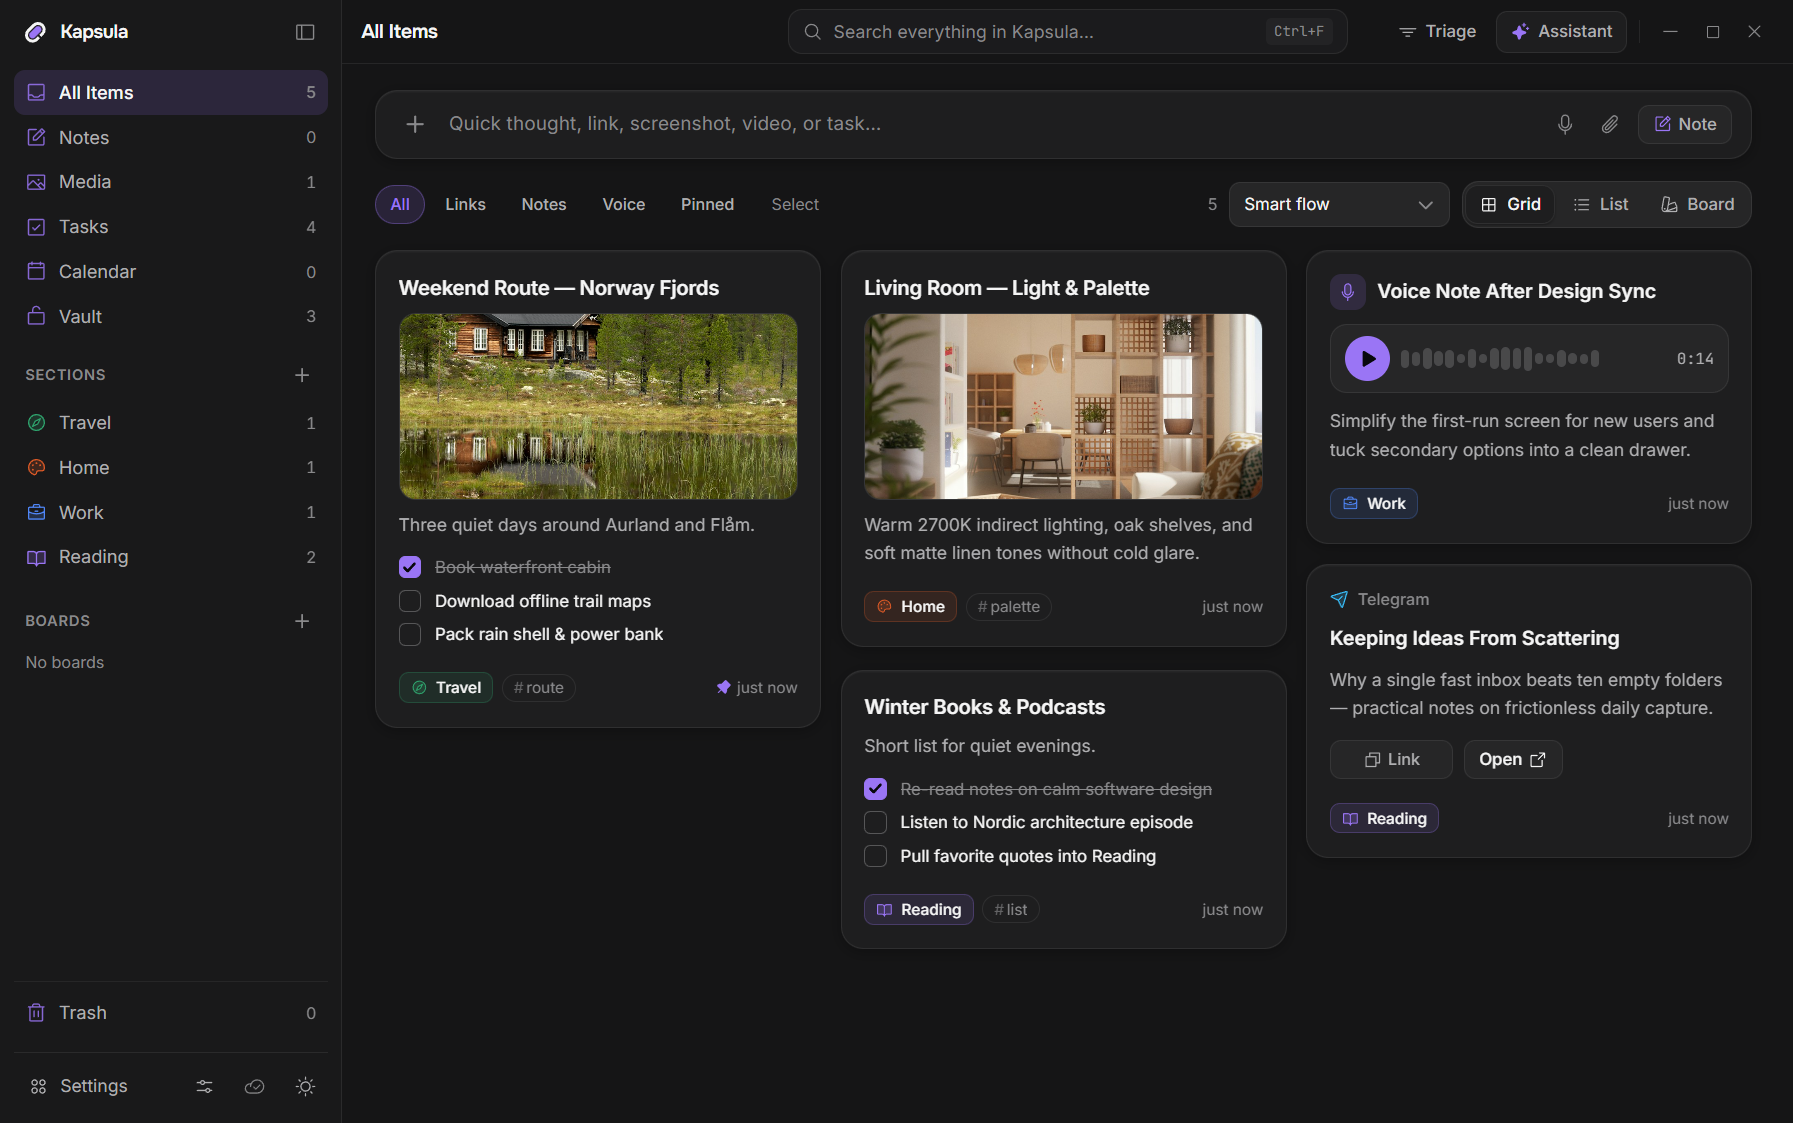 Kapsula
All Items 5
Notes 0
Media 1
Tasks 4
Calendar 0
Vault 3
SECTIONS
Travel 1
Home 1
Work 1
Reading 2
BOARDS
No boards
Trash 0
Settings
All Items
Search everything in Kapsula... Ctrl+F
Triage
Assistant
Quick thought, link, screenshot, video, or task...
Note
All Links Notes Voice Pinned Select
5 Smart flow
Grid List Board
Weekend Route — Norway Fjords
Three quiet days around Aurland and Flåm.
Book waterfront cabin
Download offline trail maps
Pack rain shell & power bank
Travel #route just now
Living Room — Light & Palette
Warm 2700K indirect lighting, oak shelves, and
soft matte linen tones without cold glare.
Home #palette just now
Winter Books & Podcasts
Short list for quiet evenings.
Re-read notes on calm software design
Listen to Nordic architecture episode
Pull favorite quotes into Reading
Reading #list just now
Voice Note After Design Sync
0:14
Simplify the first-run screen for new users and
tuck secondary options into a clean drawer.
Work just now
Telegram
Keeping Ideas From Scattering
Why a single fast inbox beats ten empty folders
— practical notes on frictionless daily capture.
Link Open
Reading just now